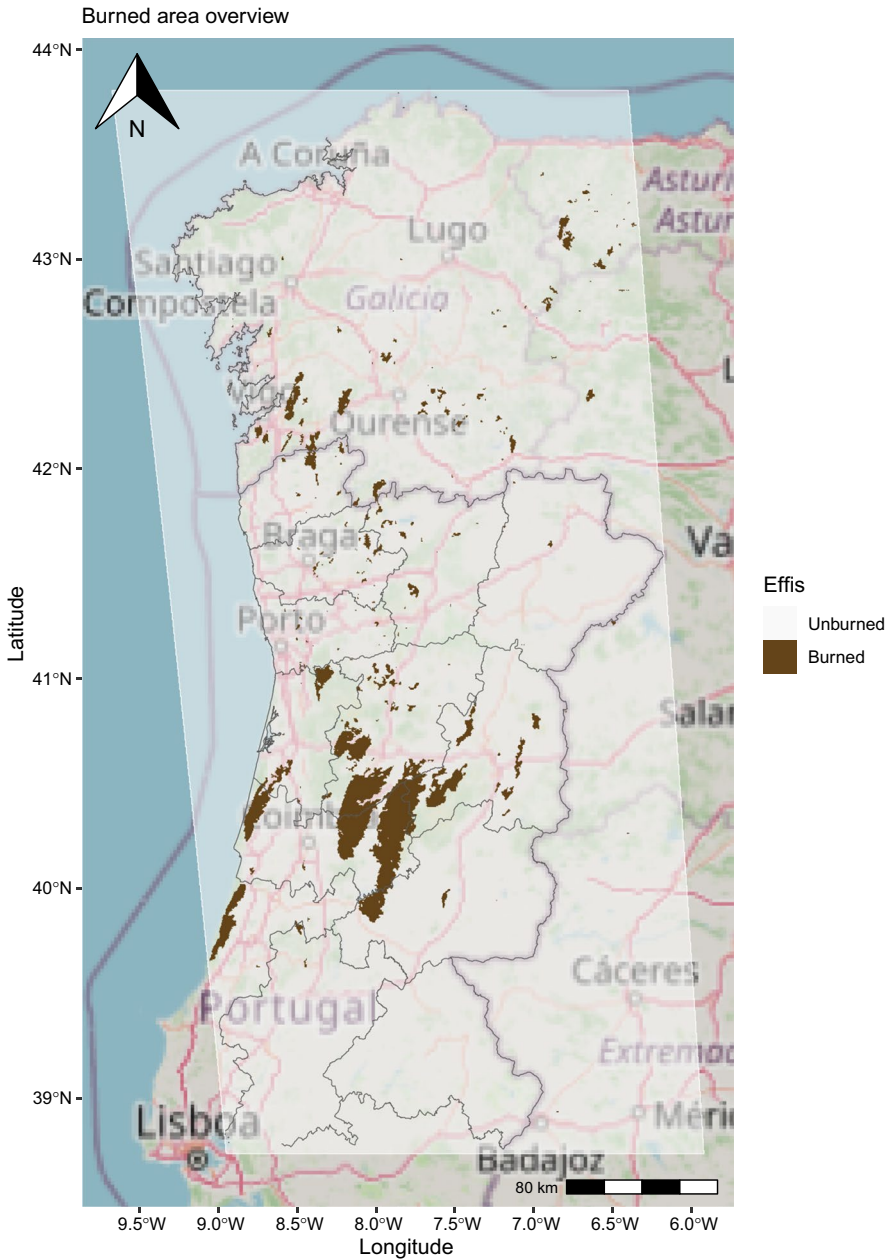 Burned area overview
44°N
N
A Coruña
Asturi
Astur
Lugo
43°N
Santiago
Compostela
Galicia
L
Vigo
Ourense
42°N
Braga
Va
Porto
Latitude
Effis
Unburned
Burned
41°N
Salar
Coimbra
40°N
Cáceres
Portugal
Extremad
39°N
Lisboa
Méri
Badajoz
80 km
9.5°W 9.0°W 8.5°W 8.0°W 7.5°W 7.0°W 6.5°W 6.0°W
Longitude